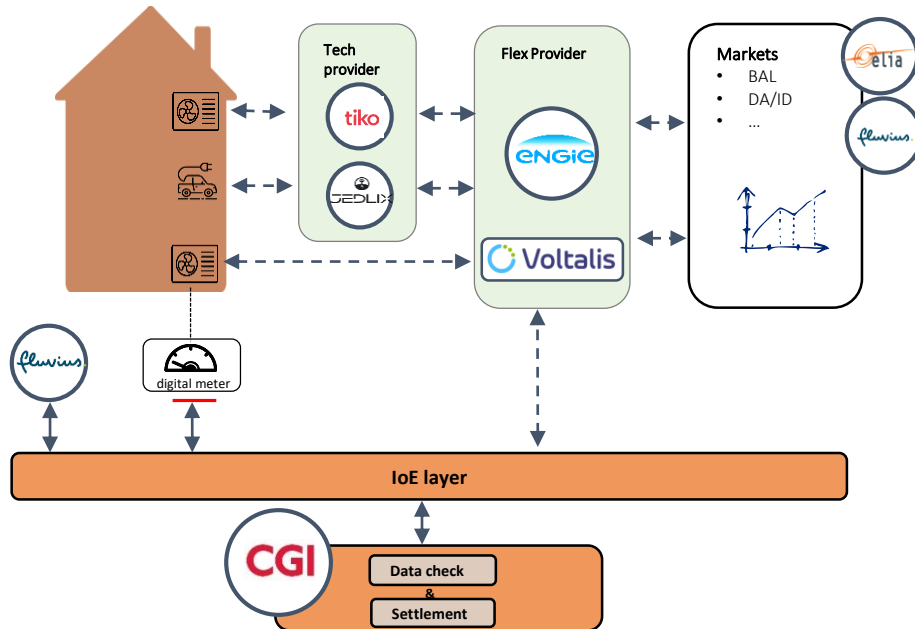 Tech
provider
tiko
JEDLIX
Flex Provider
ENGIE
Voltalis
Markets
• BAL
• DA/ID
• ...
elia
fluvius.
fluvius.
digital meter
IoE layer
CGI
Data check
&
Settlement